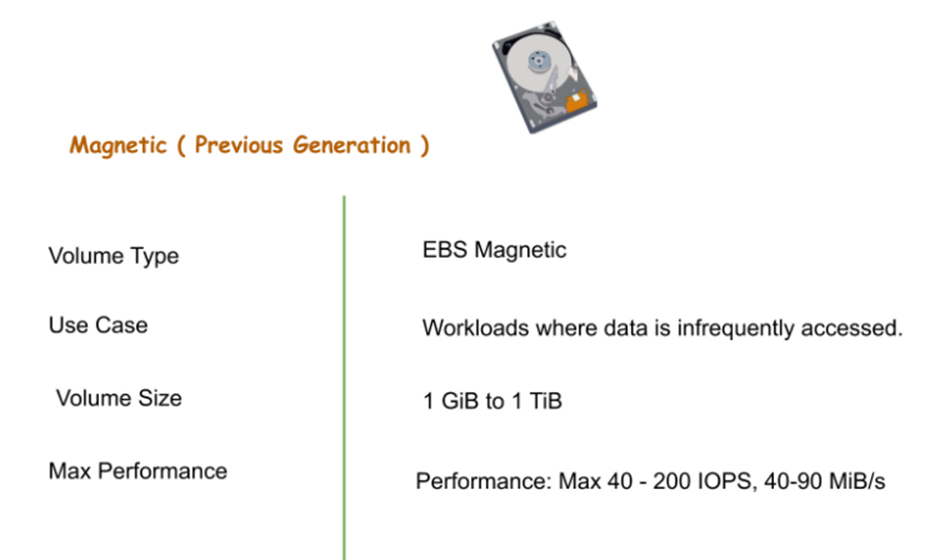 Magnetic ( Previous Generation )
Volume Type
EBS Magnetic
Use Case
Workloads where data is infrequently accessed.
Volume Size
1 GiB to 1 TiB
Max Performance
Performance: Max 40 - 200 IOPS, 40-90 MiB/s